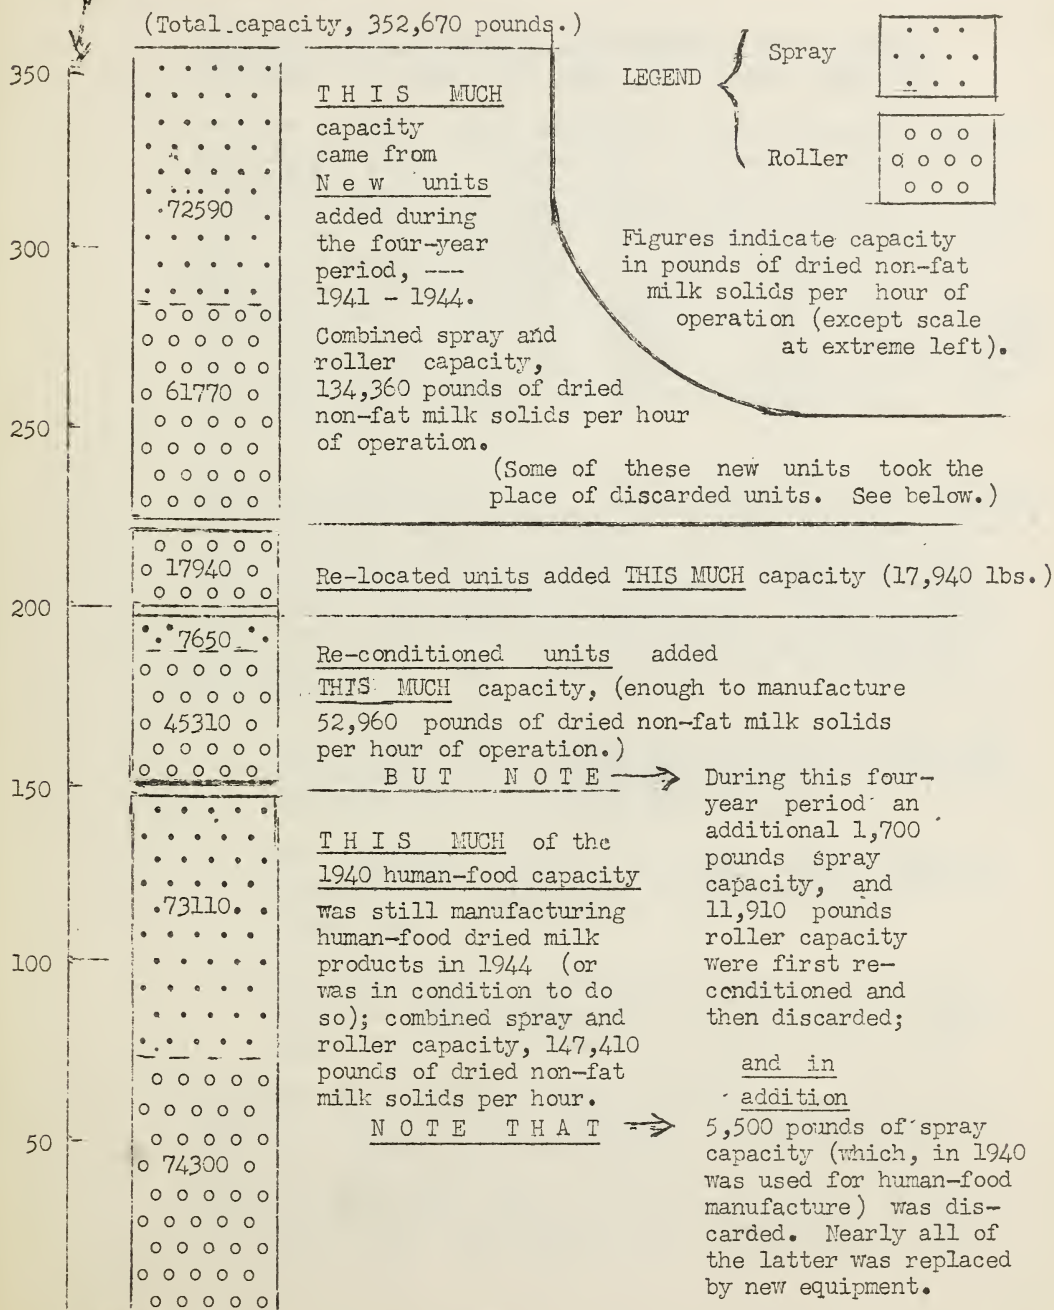 (Total capacity, 352,670 pounds.)
LEGEND
Spray
Roller
Figures indicate capacity
in pounds of dried non-fat
milk solids per hour of
operation (except scale
at extreme left).
350
300
250
200
150
100
50
72590
61770
17940
7650
45310
73110
74300
THIS MUCH
capacity
came from
New units
added during
the four-year
period, ---
1941 - 1944.
Combined spray and
roller capacity,
134,360 pounds of dried
non-fat milk solids per hour
of operation.
(Some of these new units took the
place of discarded units. See below.)
Re-located units added THIS MUCH capacity (17,940 lbs.)
Re-conditioned units added
THIS MUCH capacity, (enough to manufacture
52,960 pounds of dried non-fat milk solids
per hour of operation.)
BUT NOTE
During this four-
year period an
additional 1,700
pounds spray
capacity, and
11,910 pounds
roller capacity
were first re-
conditioned and
then discarded;
THIS MUCH of the
1940 human-food capacity
was still manufacturing
human-food dried milk
products in 1944 (or
was in condition to do
so); combined spray and
roller capacity, 147,410
pounds of dried non-fat
milk solids per hour.
NOTE THAT
and in
addition
5,500 pounds of spray
capacity (which, in 1940
was used for human-food
manufacture) was dis-
carded. Nearly all of
the latter was replaced
by new equipment.